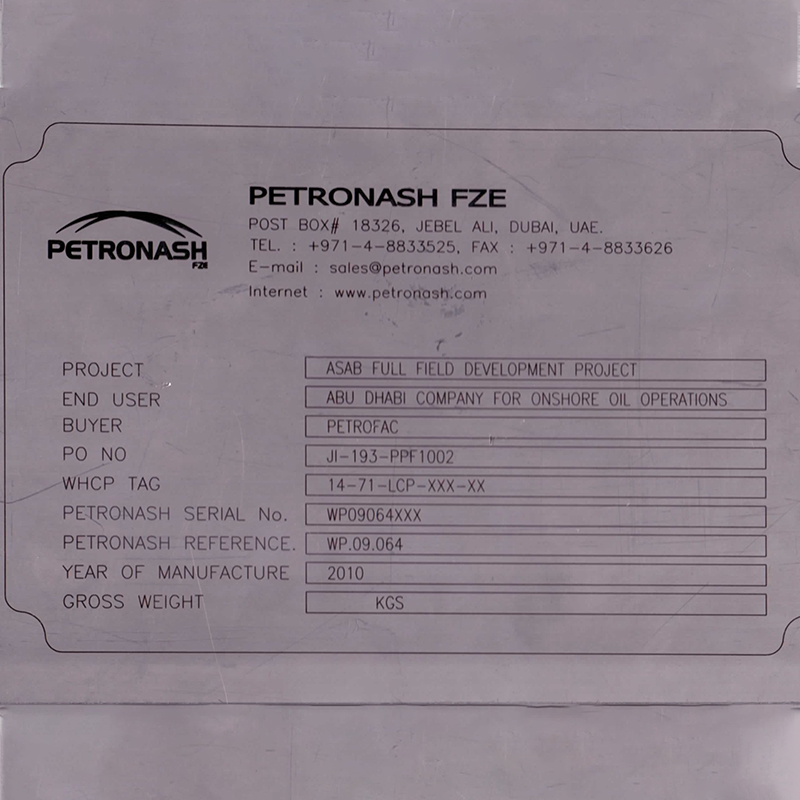 PETRONASH FZE
PETRONASH FZE
POST BOX# 18326, JEBEL ALI, DUBAI, UAE.
TEL. : +971-4-8833525, FAX : +971-4-8833626
E-mail : sales@petronash.com
Internet : www.petronash.com
PROJECT ASAB FULL FIELD DEVELOPMENT PROJECT
END USER ABU DHABI COMPANY FOR ONSHORE OIL OPERATIONS
BUYER PETROFAC
PO NO JI-193-PPF1002
WHCP TAG 14-71-LCP-XXX-XX
PETRONASH SERIAL No. WP09064XXX
PETRONASH REFERENCE. WP.09.064
YEAR OF MANUFACTURE 2010
GROSS WEIGHT KGS